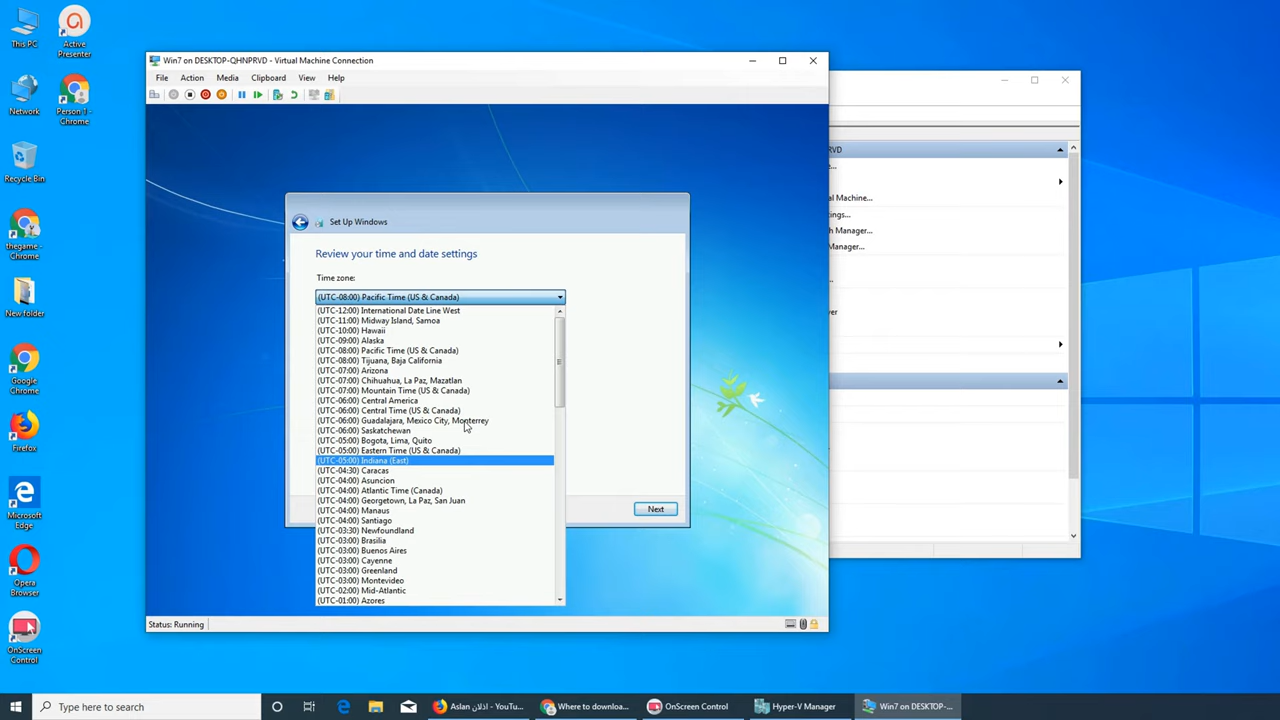 This PC
Active
Presenter
Network
Person 1 -
Chrome
Recycle Bin
thegame -
Chrome
New folder
Google
Chrome
Firefox
Microsoft
Edge
Opera
Browser
OnScreen
Control
Win7 on DESKTOP-QHNPRVD - Virtual Machine Connection
File Action Media Clipboard View Help
Set Up Windows
Review your time and date settings
Time zone:
(UTC-08:00) Pacific Time (US & Canada)
(UTC-12:00) International Date Line West
(UTC-11:00) Midway Island, Samoa
(UTC-10:00) Hawaii
(UTC-09:00) Alaska
(UTC-08:00) Pacific Time (US & Canada)
(UTC-08:00) Tijuana, Baja California
(UTC-07:00) Arizona
(UTC-07:00) Chihuahua, La Paz, Mazatlan
(UTC-07:00) Mountain Time (US & Canada)
(UTC-06:00) Central America
(UTC-06:00) Central Time (US & Canada)
(UTC-06:00) Guadalajara, Mexico City, Monterrey
(UTC-06:00) Saskatchewan
(UTC-05:00) Bogota, Lima, Quito
(UTC-05:00) Eastern Time (US & Canada)
(UTC-05:00) Indiana (East)
(UTC-04:30) Caracas
(UTC-04:00) Asuncion
(UTC-04:00) Atlantic Time (Canada)
(UTC-04:00) Georgetown, La Paz, San Juan
(UTC-04:00) Manaus
(UTC-04:00) Santiago
(UTC-03:30) Newfoundland
(UTC-03:00) Brasilia
(UTC-03:00) Buenos Aires
(UTC-03:00) Cayenne
(UTC-03:00) Greenland
(UTC-03:00) Montevideo
(UTC-02:00) Mid-Atlantic
(UTC-01:00) Azores
Next
Status: Running
RVD
e...
al Machine...
ings...
h Manager...
Manager...
ver
Type here to search
Aslan اذلان - YouT...
Where to downloa...
OnScreen Control
Hyper-V Manager
Win7 on DESKTOP-...